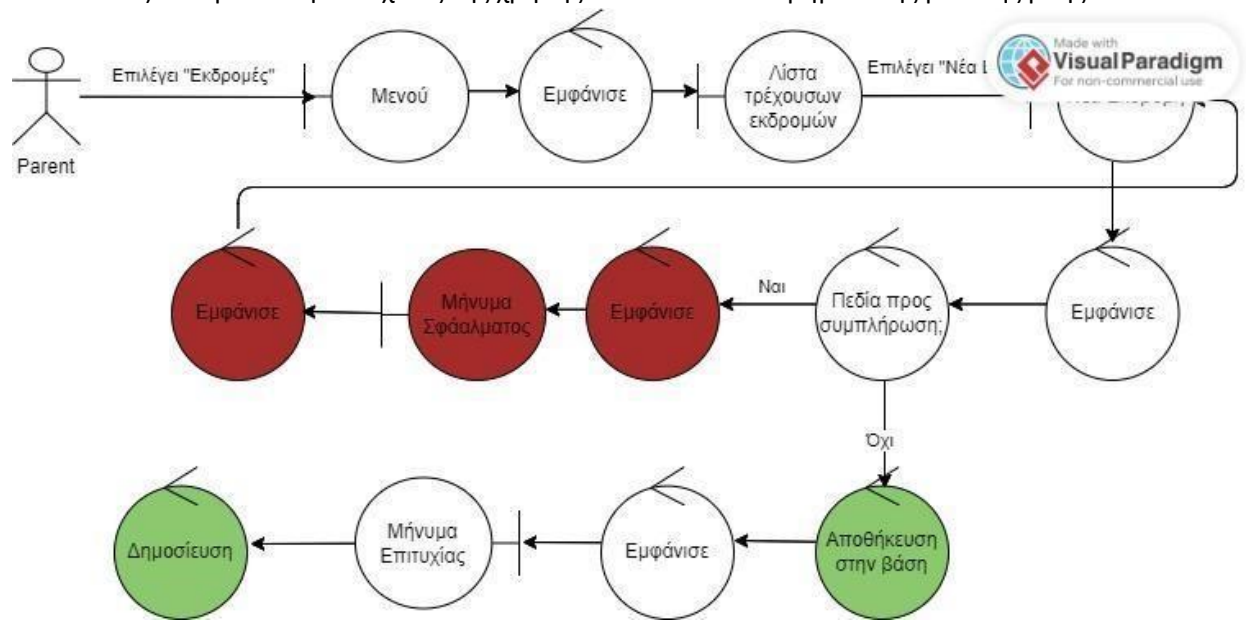 Επιλέγει "Εκδρομές"
Μενού
Εμφάνισε
Λίστα
τρέχουσων
εκδρομών
Επιλέγει "Νέα
Made with
Visual Paradigm
For non-commercial use
Parent
Εμφάνισε
Μήνυμα
Σφάαλματος
Εμφάνισε
Ναι
Πεδία προς
συμπλήρωση;
Εμφάνισε
Όχι
Δημοσίευση
Μήνυμα
Επιτυχίας
Εμφάνισε
Αποθήκευση
στην βάση